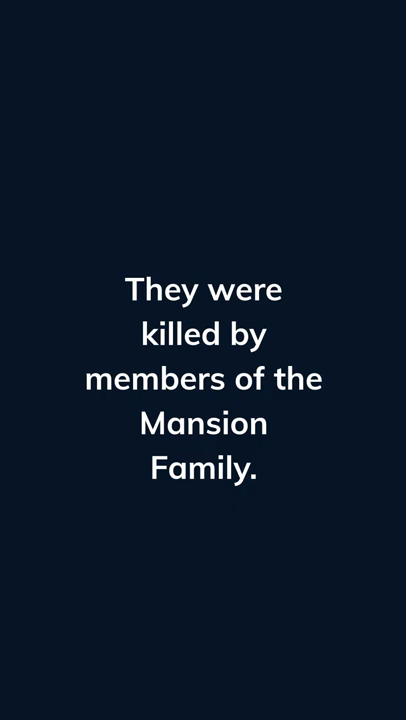 They were
killed by
members of the
Mansion
Family.